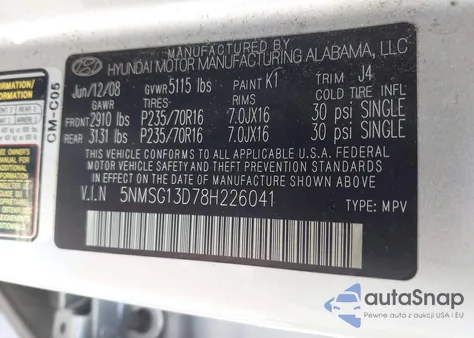 MANUFACTURED BY
HYUNDAI MOTOR MANUFACTURING ALABAMA, LLC
Jun/12/08 GVWR 5115 lbs PAINT K1 TRIM J4
GAWR TIRES: RIMS COLD TIRE INFL
FRONT 2910 lbs P235/70R16 7.0JX16 30 psi SINGLE
REAR 3131 lbs P235/70R16 7.0JX16 30 psi SINGLE
THIS VEHICLE CONFORMS TO ALL APPLICABLE U.S.A. FEDERAL
MOTOR VEHICLE SAFETY AND THEFT PREVENTION STANDARDS
IN EFFECT ON THE DATE OF MANUFACTURE SHOWN ABOVE.
V.I.N 5NMSG13D78H226041 TYPE: MPV
CM-C05
INFORMATION
autoSnap
Pewne auto z aukcji USA i EU